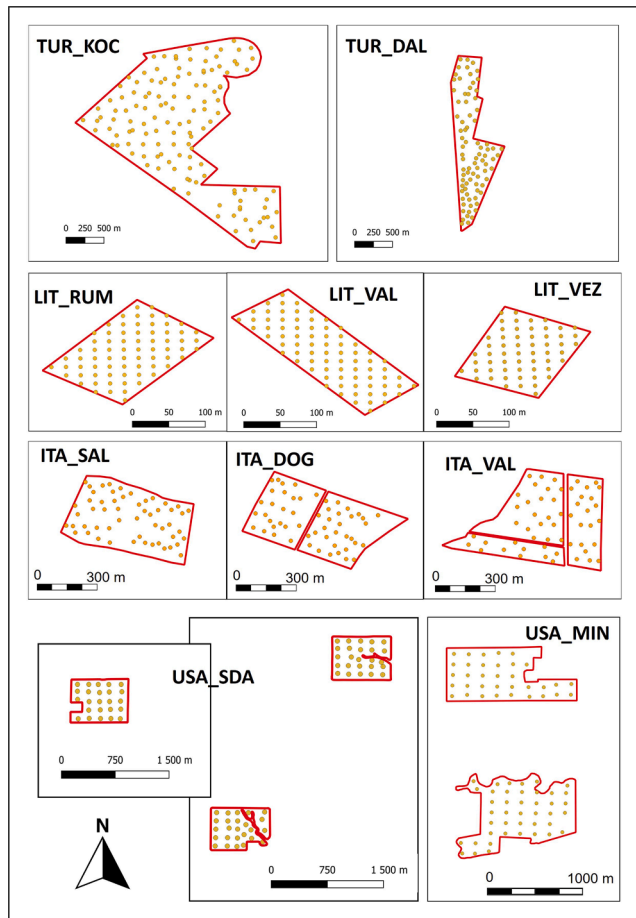 TUR_KOC
TUR_DAL
0 250 500 m
0 250 500 m
LIT_RUM
LIT_VAL
LIT_VEZ
0 50 100 m
0 50 100 m
0 50 100 m
ITA_SAL
ITA_DOG
ITA_VAL
0 300 m
0 300 m
0 300 m
USA_SDA
USA_MIN
0 750 1 500 m
N
0 750 1 500 m
0 1000 m